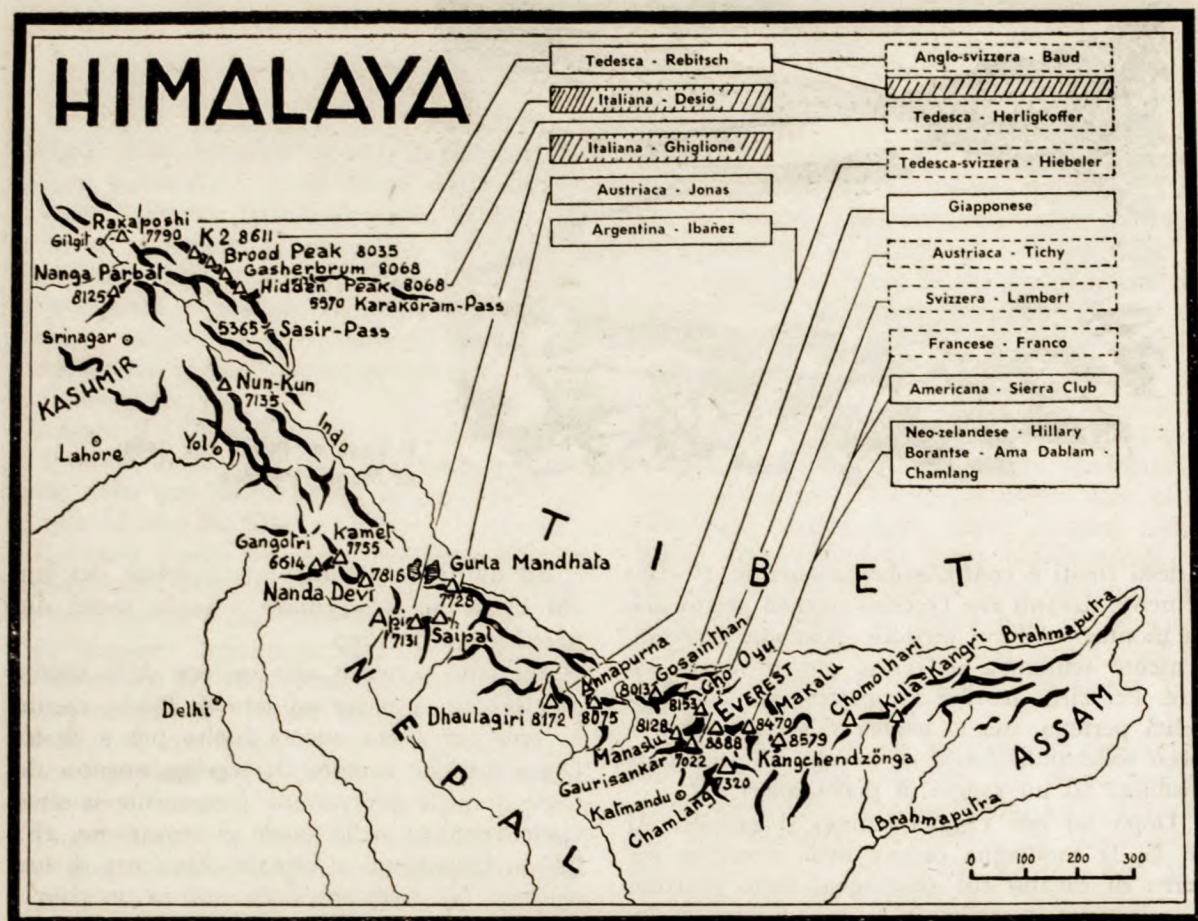 HIMALAYA
Tedesca - Rebitsch
Italiana - Desio
Italiana - Ghiglione
Austriaca - Jonas
Argentina - Ibañez
Anglo-svizzera - Baud
Tedesca - Herligkoffer
Tedesca-svizzera - Hiebeler
Giapponese
Austriaca - Tichy
Svizzera - Lambert
Francese - Franco
Americana - Sierra Club
Neo-zelandese - Hillary
Borantse - Ama Dablam -
Chamlang
Raxaposhi
7790
Gilgit
K2 8611
Brood Peak 8035
Gasherbrum 8068
Hidden Peak 8068
Nanga Parbat
8125
5570 Karakoram-Pass
5365 Sasir-Pass
Srinagar
KASHMIR
Nun-Kun
7135
Indo
Lahore
Yol
Gangotri
6614
Kamet
7755
Nanda Devi
7816
Gurla Mandhata
7728
Api
7131
Saipal
TIBET
NEPAL
Delhi
Dhaulagiri
8172
Annapurna
8075
Gosainthan
8013
Cho Oyu
8153
EVEREST
8888
Makalu
8470
8128
Manaslu
Gaurisankar
7022
Kangchendzönga
8579
Katmandu
Chamlang
7320
Chomolhari
Kula-Kangri
Brahmaputra
ASSAM
Brahmaputra
0 100 200 300